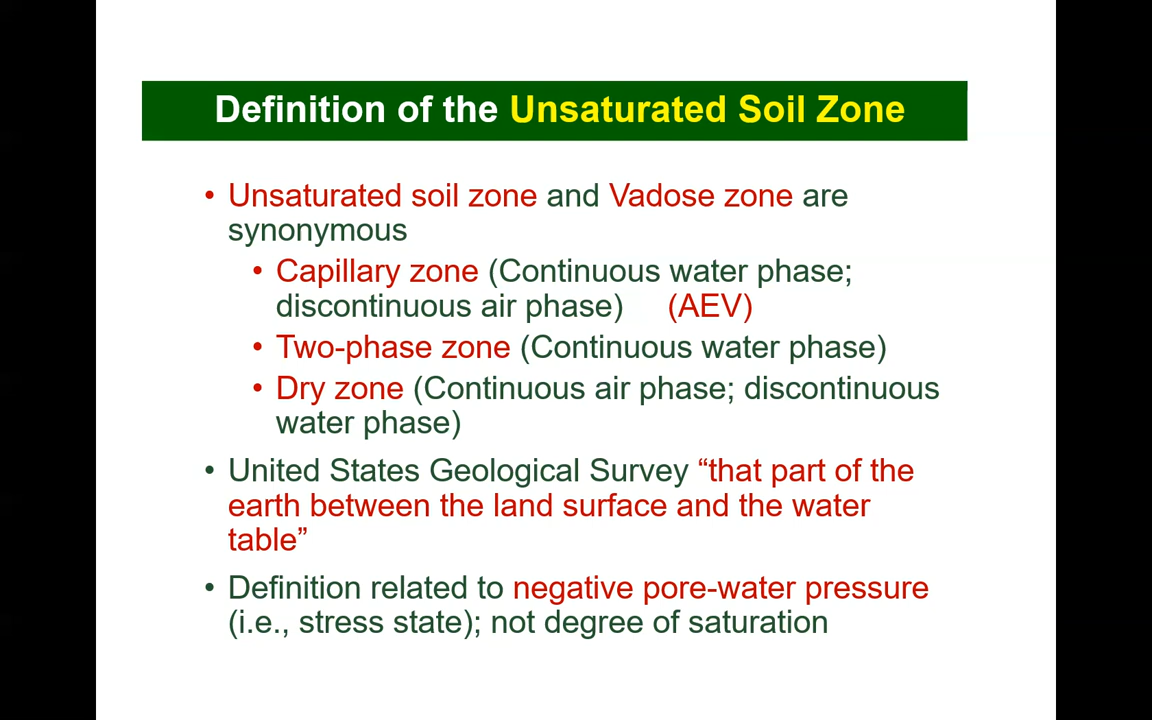 Definition of the Unsaturated Soil Zone
• Unsaturated soil zone and Vadose zone are
synonymous
• Capillary zone (Continuous water phase;
discontinuous air phase) (AEV)
• Two-phase zone (Continuous water phase)
• Dry zone (Continuous air phase; discontinuous
water phase)
• United States Geological Survey “that part of the
earth between the land surface and the water
table”
• Definition related to negative pore-water pressure
(i.e., stress state); not degree of saturation